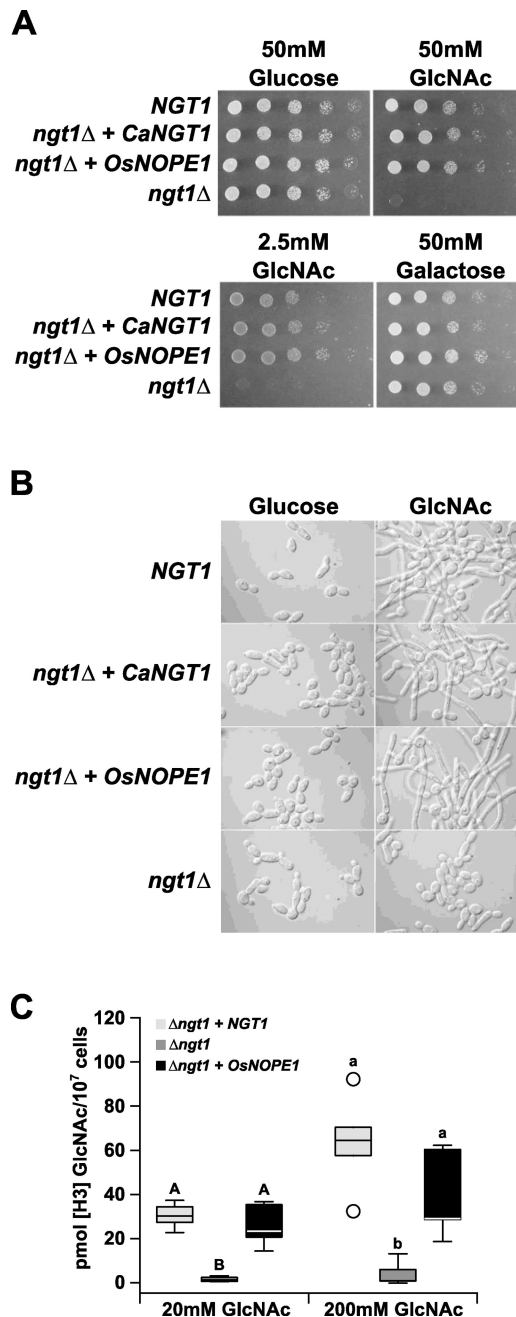 A
50mM 50mM
Glucose GlcNAc
NGT1
ngt1Δ + CaNGT1
ngt1Δ + OsNOPE1
ngt1Δ
2.5mM 50mM
GlcNAc Galactose
NGT1
ngt1Δ + CaNGT1
ngt1Δ + OsNOPE1
ngt1Δ
B
Glucose GlcNAc
NGT1
ngt1Δ + CaNGT1
ngt1Δ + OsNOPE1
ngt1Δ
C
pmol [H3] GlcNAc/10⁷ cells
120
100
80
60
40
20
0
Δngt1 + NGT1
Δngt1
Δngt1 + OsNOPE1
A
B
A
a
b
a
20mM GlcNAc 200mM GlcNAc